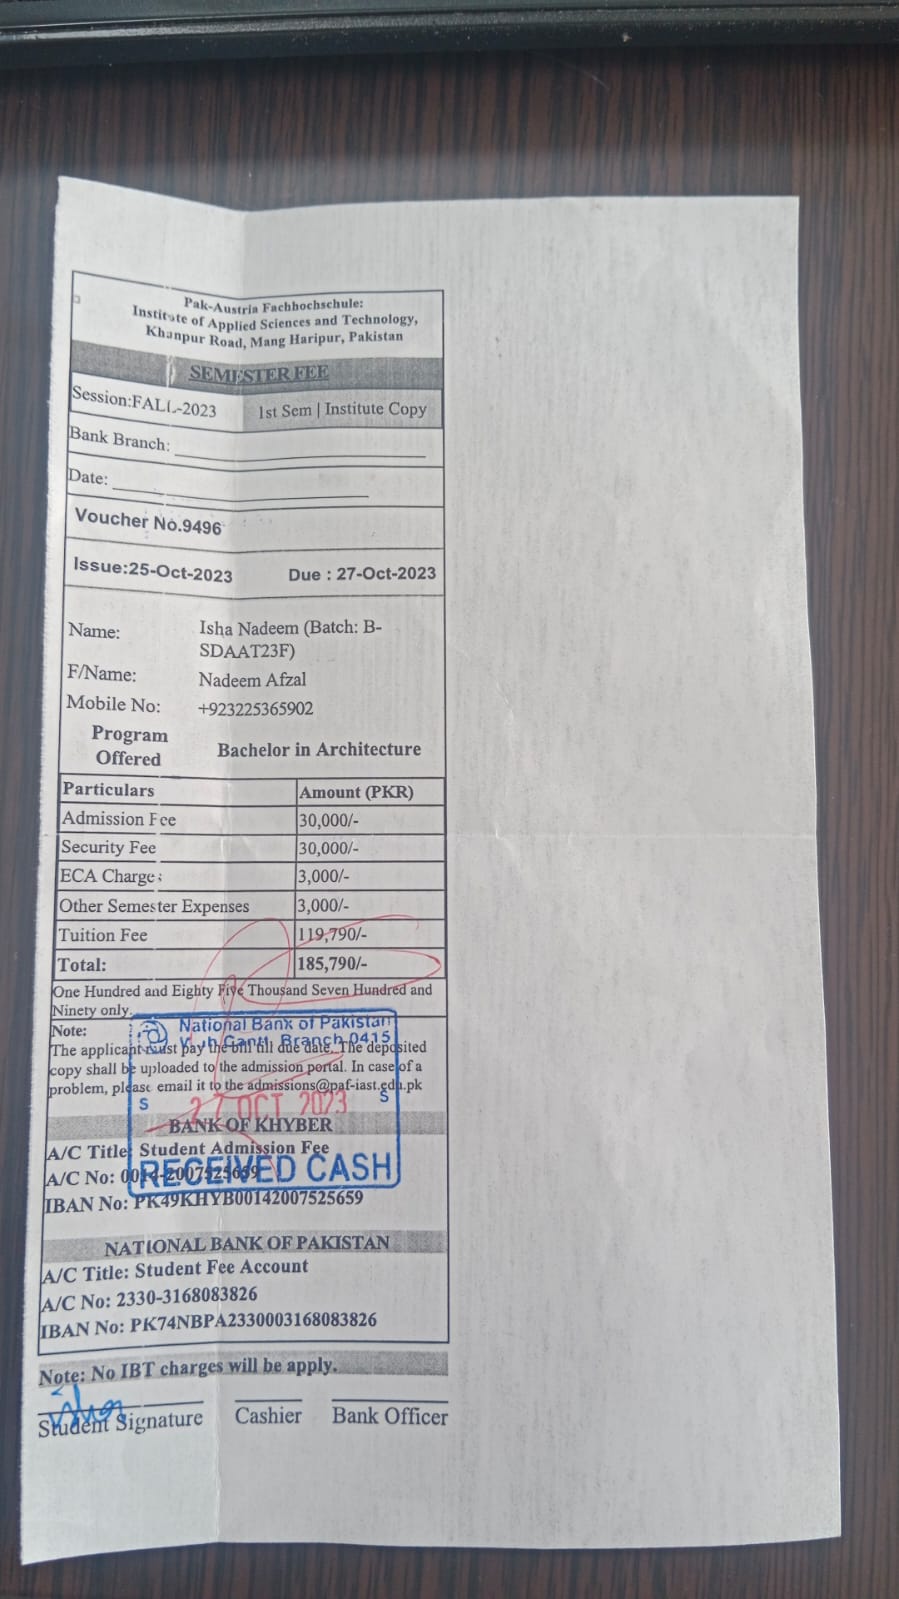 Pak-Austria Fachhochschule:
Institute of Applied Sciences and Technology,
Khanpur Road, Mang Haripur, Pakistan
SEMESTER FEE
Session:FALL-2023 1st Sem | Institute Copy
Bank Branch:
Date:
Voucher No.9496
Issue:25-Oct-2023 Due : 27-Oct-2023
Name: Isha Nadeem (Batch: B-
SDAAT23F)
F/Name: Nadeem Afzal
Mobile No: +923225365902
Program
Offered Bachelor in Architecture
Particulars Amount (PKR)
Admission Fee 30,000/-
Security Fee 30,000/-
ECA Charges 3,000/-
Other Semester Expenses 3,000/-
Tuition Fee 119,790/-
Total: 185,790/-
One Hundred and Eighty Five Thousand Seven Hundred and
Ninety only.
National Bank of Pakistan
Note:
Branch 0415
The applicant must pay the bill till due date. The deposited
copy shall be uploaded to the admission portal. In case of a
problem, please email it to the admissions@paf-iast.edu.pk
S 27 OCT 2023 S
BANK OF KHYBER
A/C Title: Student Admission Fee
RECEIVED CASH
A/C No: 0014-2007525659
IBAN No: PK49KHYB00142007525659
NATIONAL BANK OF PAKISTAN
A/C Title: Student Fee Account
A/C No: 2330-3168083826
IBAN No: PK74NBPA2330003168083826
Note: No IBT charges will be apply.
Student Signature Cashier Bank Officer